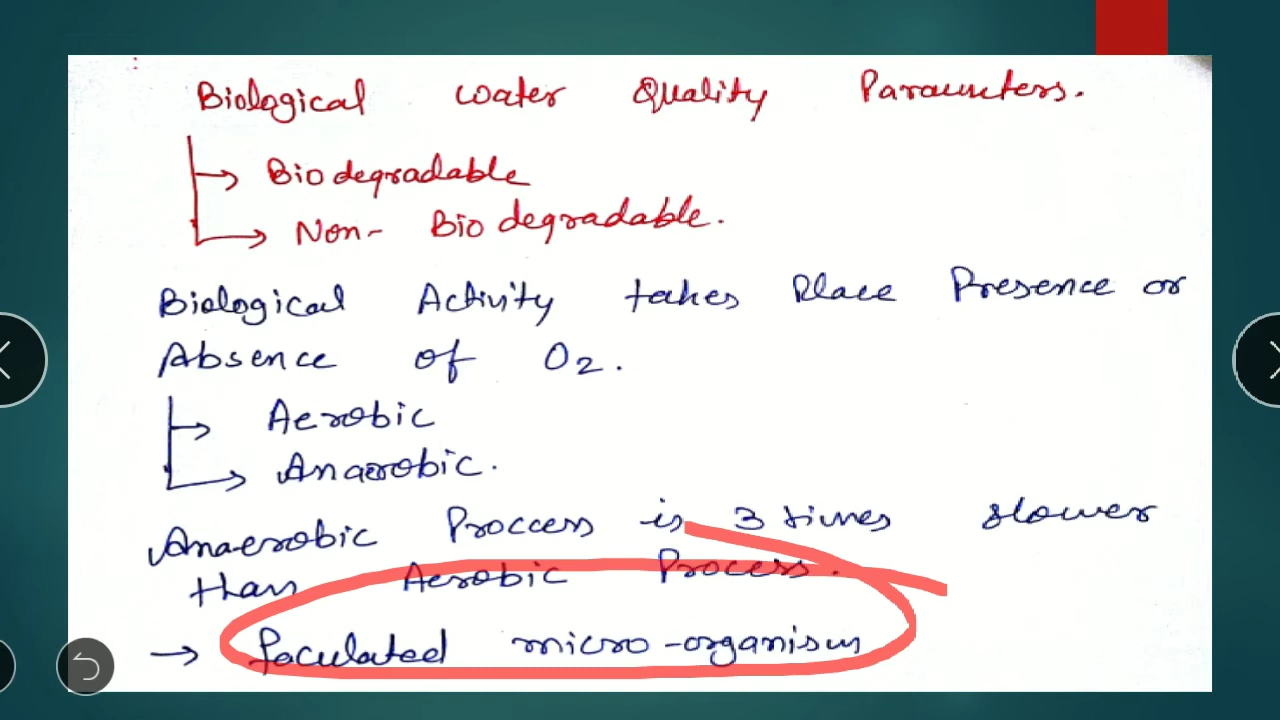 Biological water Quality Parameters.
→ Biodegradable
→ Non-Biodegradable.
Biological Activity takes Place Presence or
Absence of O2.
→ Aerobic
→ Anaerobic.
Anaerobic Proccess is 3 times slower
than Aerobic Process.
→ faculated micro-organism